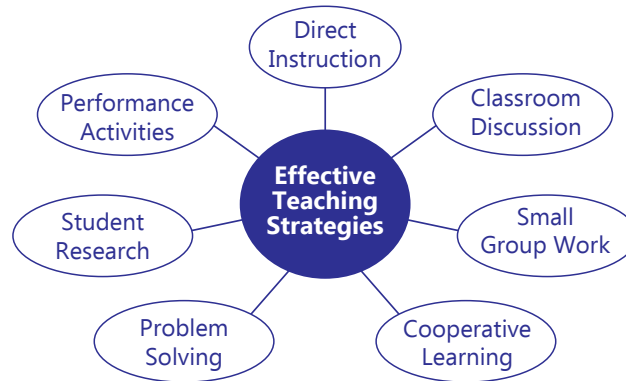 Direct
Instruction
Classroom
Discussion
Small
Group Work
Cooperative
Learning
Problem
Solving
Student
Research
Performance
Activities
Effective
Teaching
Strategies